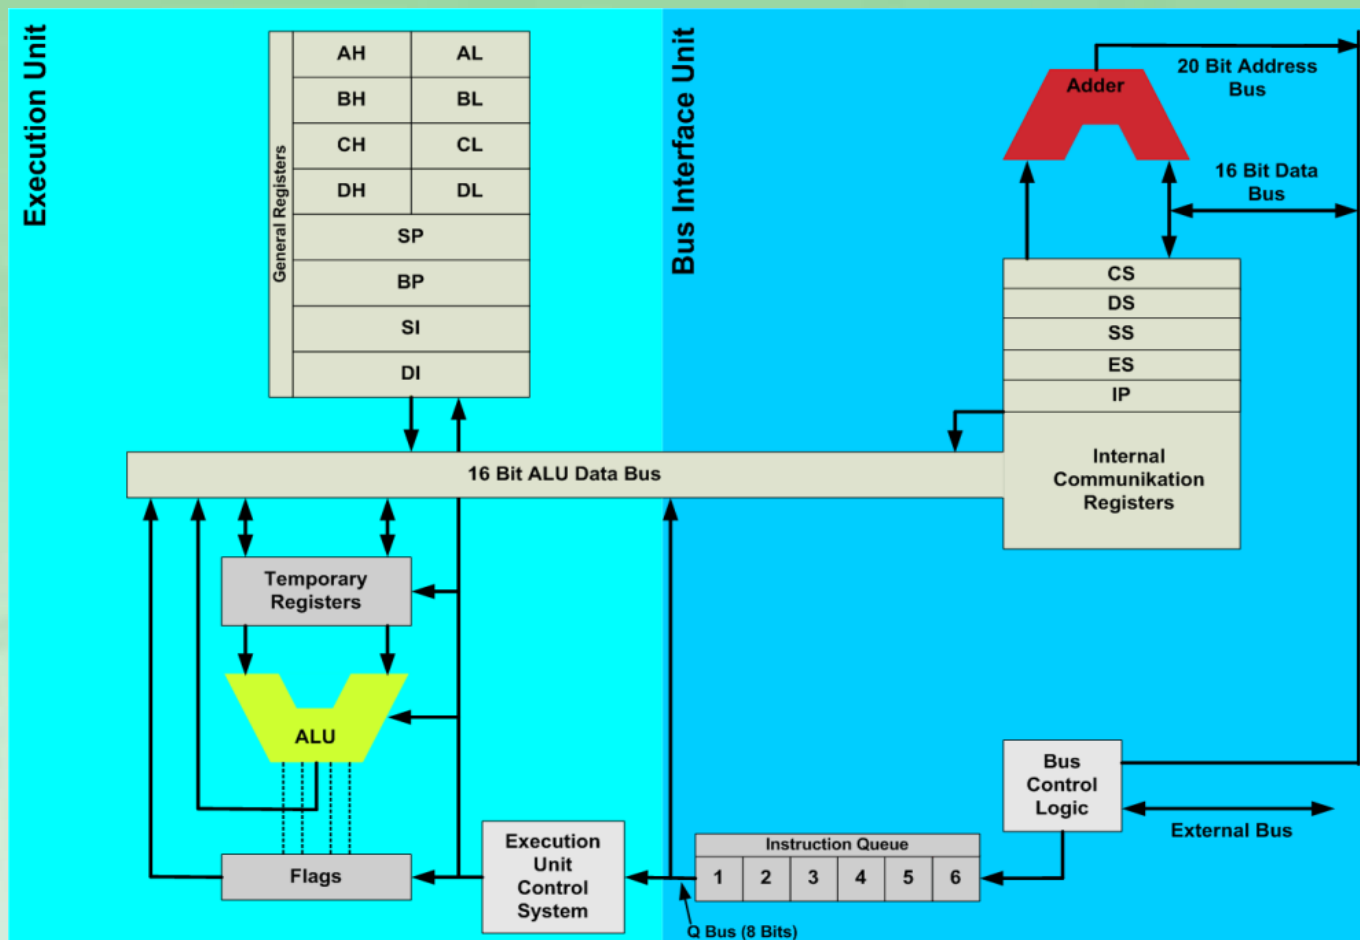 Execution Unit
General Registers
AH
AL
BH
BL
CH
CL
DH
DL
SP
BP
SI
DI
Bus Interface Unit
Adder
20 Bit Address
Bus
16 Bit Data
Bus
CS
DS
SS
ES
IP
Internal
Communikation
Registers
16 Bit ALU Data Bus
Temporary
Registers
ALU
Flags
Execution
Unit
Control
System
Instruction Queue
1 2 3 4 5 6
Q Bus (8 Bits)
Bus
Control
Logic
External Bus